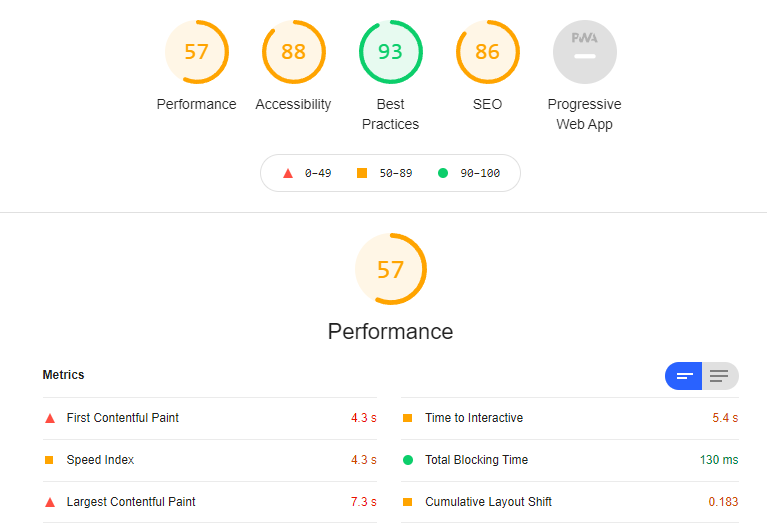 57 88 93 86 PWA
Performance Accessibility Best SEO Progressive
Practices Web App
0–49 50–89 90–100
57
Performance
Metrics
First Contentful Paint 4.3 s Time to Interactive 5.4 s
Speed Index 4.3 s Total Blocking Time 130 ms
Largest Contentful Paint 7.3 s Cumulative Layout Shift 0.183